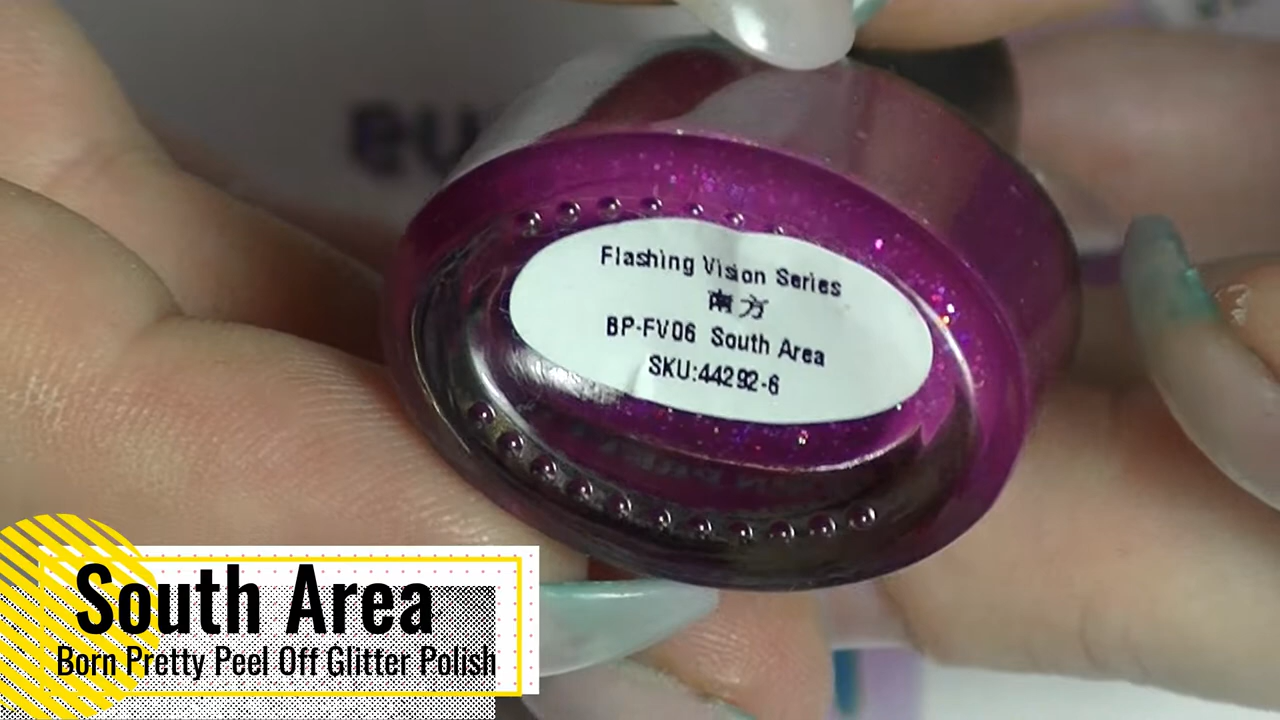 Flashing Vision Series
南方
BP-FV06 South Area
SKU:44292-6
South Area
Born Pretty Peel Off Glitter Polish